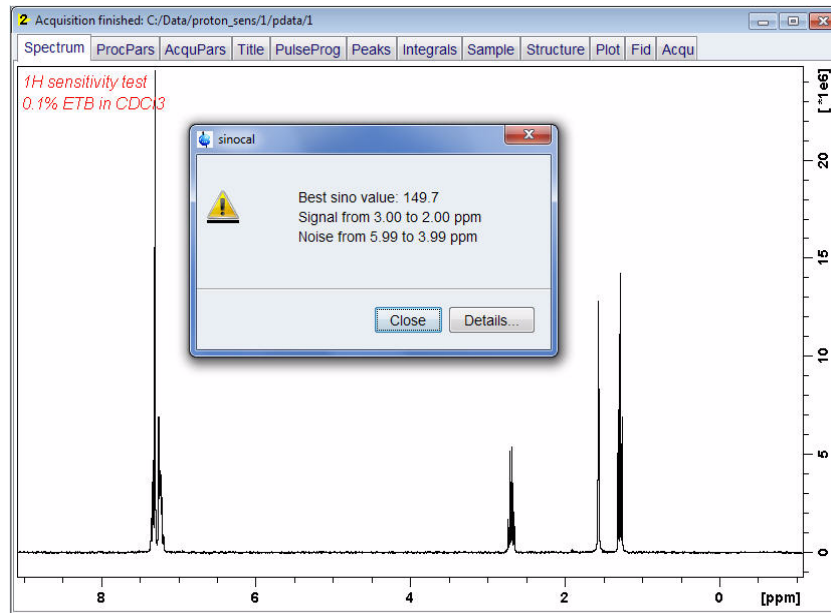 2 Acquisition finished: C:/Data/proton_sens/1/pdata/1
Spectrum ProcPars AcquPars Title PulseProg Peaks Integrals Sample Structure Plot Fid Acqu
1H sensitivity test
0.1% ETB in CDCl3
[ *1e6]
sinocal
Best sino value: 149.7
Signal from 3.00 to 2.00 ppm
Noise from 5.99 to 3.99 ppm
Close Details...
20
15
10
5
0
8 6 4 2 0 [ppm]